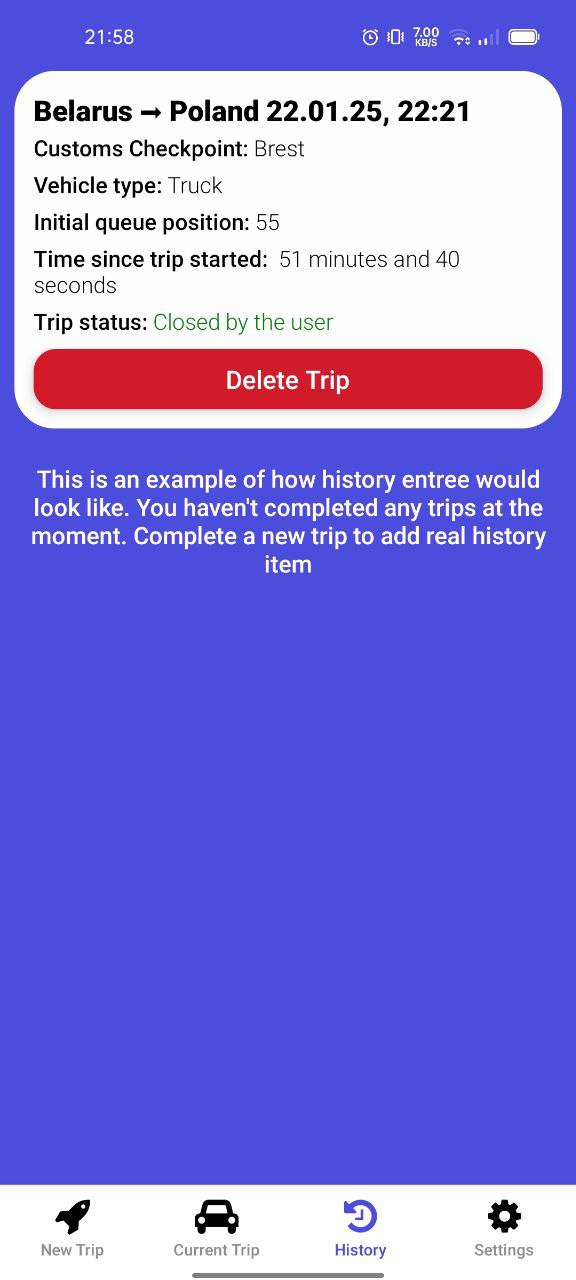 21:58
7.00
KB/S
Belarus → Poland 22.01.25, 22:21
Customs Checkpoint: Brest
Vehicle type: Truck
Initial queue position: 55
Time since trip started:  51 minutes and 40
seconds
Trip status: Closed by the user
Delete Trip
This is an example of how history entree would
look like. You haven't completed any trips at the
moment. Complete a new trip to add real history
item
New Trip
Current Trip
History
Settings